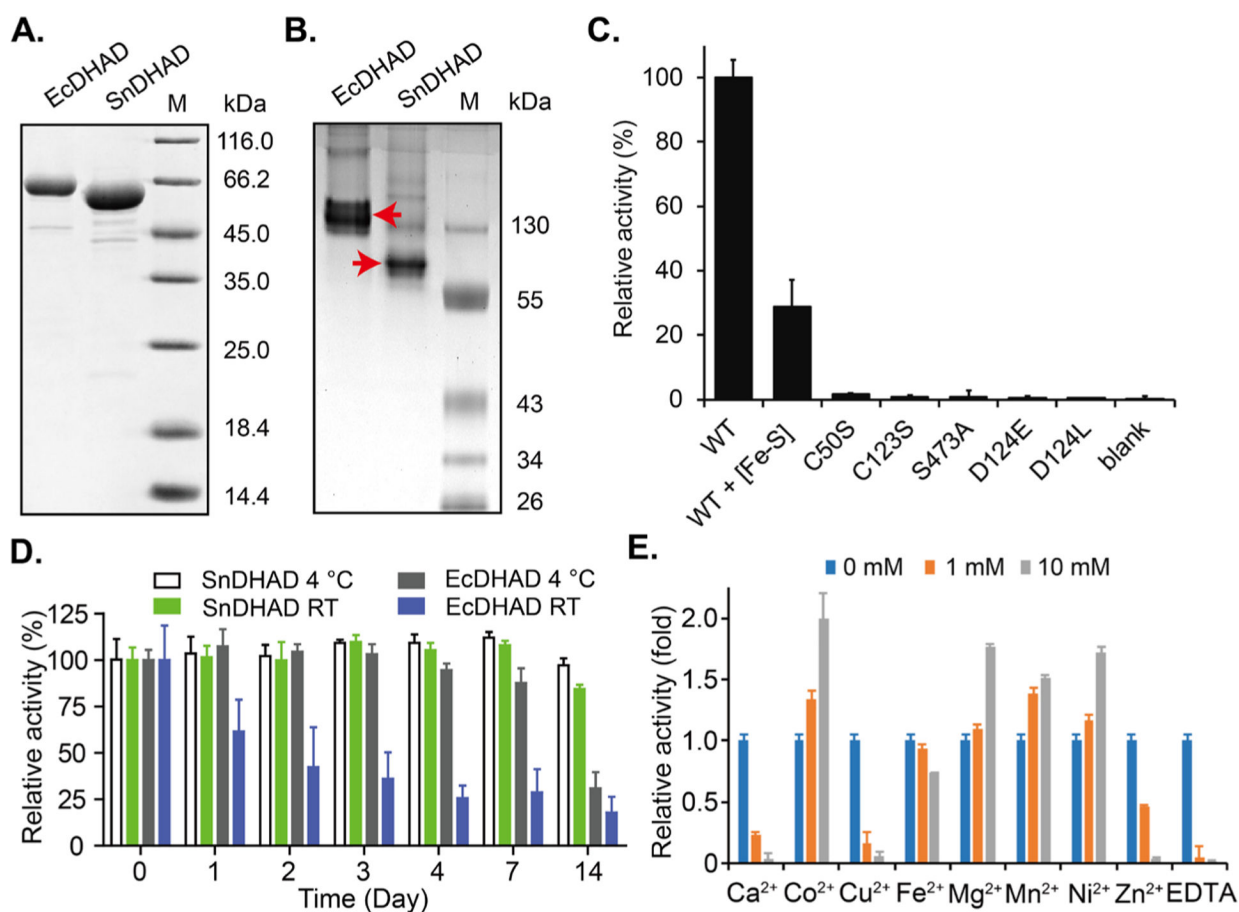 A.
EcDHAD
SnDHAD
M
kDa
116.0
66.2
45.0
35.0
25.0
18.4
14.4
B.
EcDHAD
SnDHAD
M
kDa
130
55
43
34
26
C.
Relative activity (%)
100
80
60
40
20
0
WT
WT + [Fe-S]
C50S
C123S
S473A
D124E
D124L
blank
D.
SnDHAD 4 °C
EcDHAD 4 °C
SnDHAD RT
EcDHAD RT
Relative activity (%)
125
100
75
50
25
0
0 1 2 3 4 7 14
Time (Day)
E.
0 mM 1 mM 10 mM
Relative activity (fold)
2.0
1.5
1.0
0.5
0
Ca²⁺ Co²⁺ Cu²⁺ Fe²⁺ Mg²⁺ Mn²⁺ Ni²⁺ Zn²⁺ EDTA